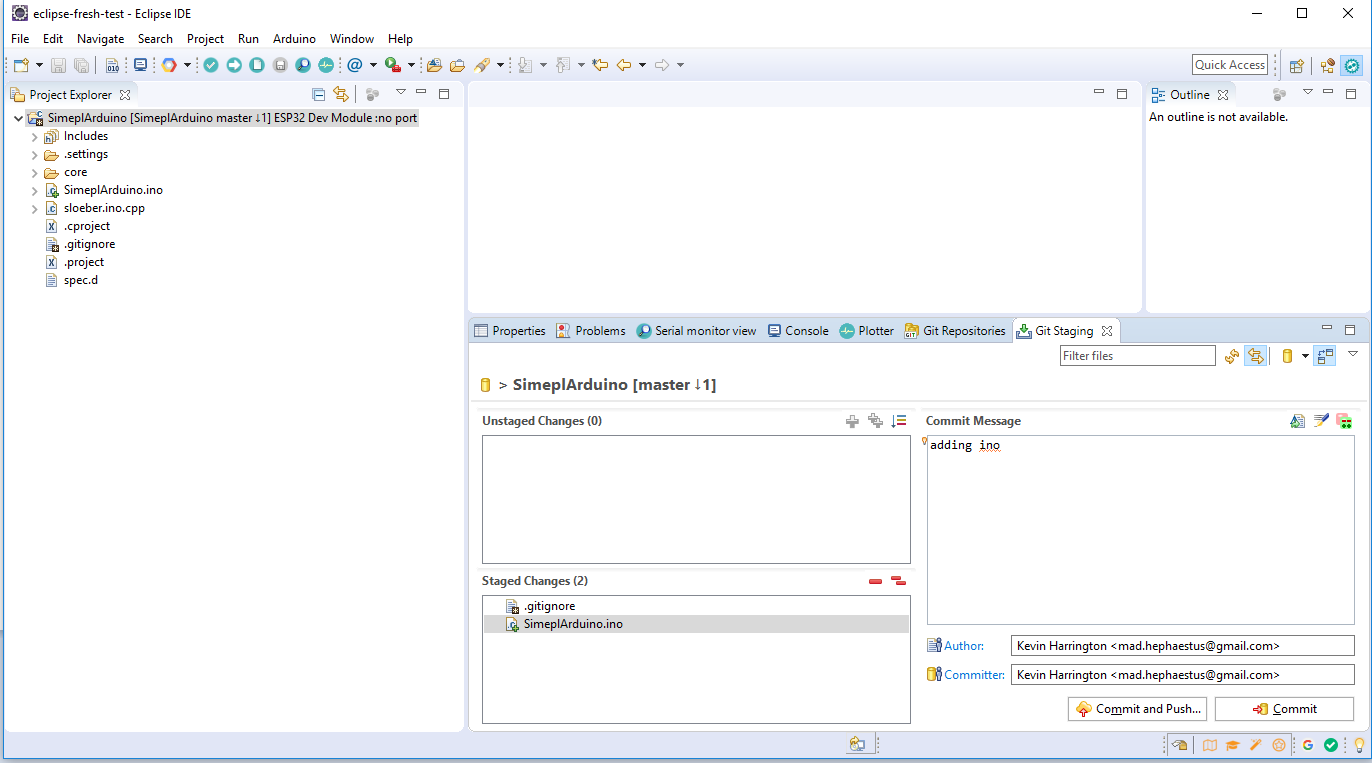 eclipse-fresh-test - Eclipse IDE
File Edit Navigate Search Project Run Arduino Window Help
Quick Access
Project Explorer
SimeplArduino [SimeplArduino master ↓1] ESP32 Dev Module :no port
Includes
.settings
core
SimeplArduino.ino
sloeber.ino.cpp
.cproject
.gitignore
.project
spec.d
Outline
An outline is not available.
Properties Problems Serial monitor view Console Plotter Git Repositories Git Staging
Filter files
> SimeplArduino [master ↓1]
Unstaged Changes (0)
Staged Changes (2)
.gitignore
SimeplArduino.ino
Commit Message
adding ino
Author: Kevin Harrington <mad.hephaestus@gmail.com>
Committer: Kevin Harrington <mad.hephaestus@gmail.com>
Commit and Push... Commit